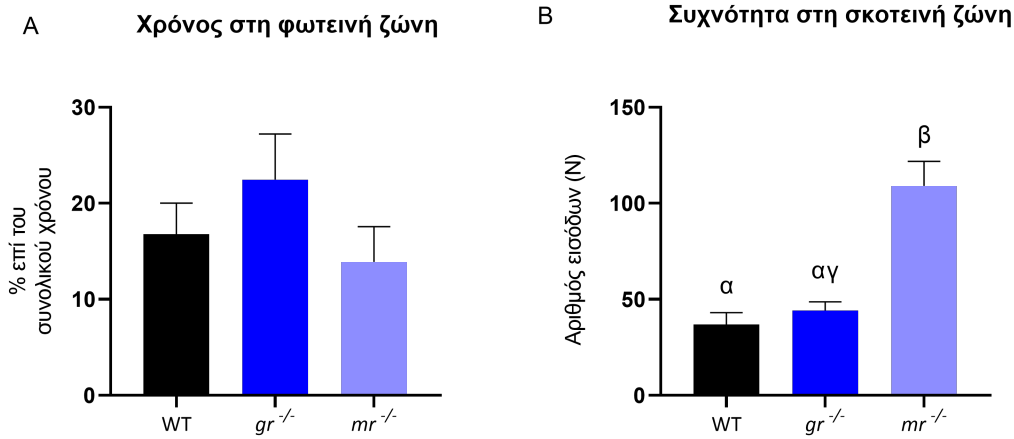 A
Χρόνος στη φωτεινή ζώνη
% επί του
συνολικού χρόνου
30
20
10
0
WT
gr -/-
mr -/-
B
Συχνότητα στη σκοτεινή ζώνη
Αριθμός εισόδων (N)
150
100
50
0
α
αγ
β
WT
gr -/-
mr -/-